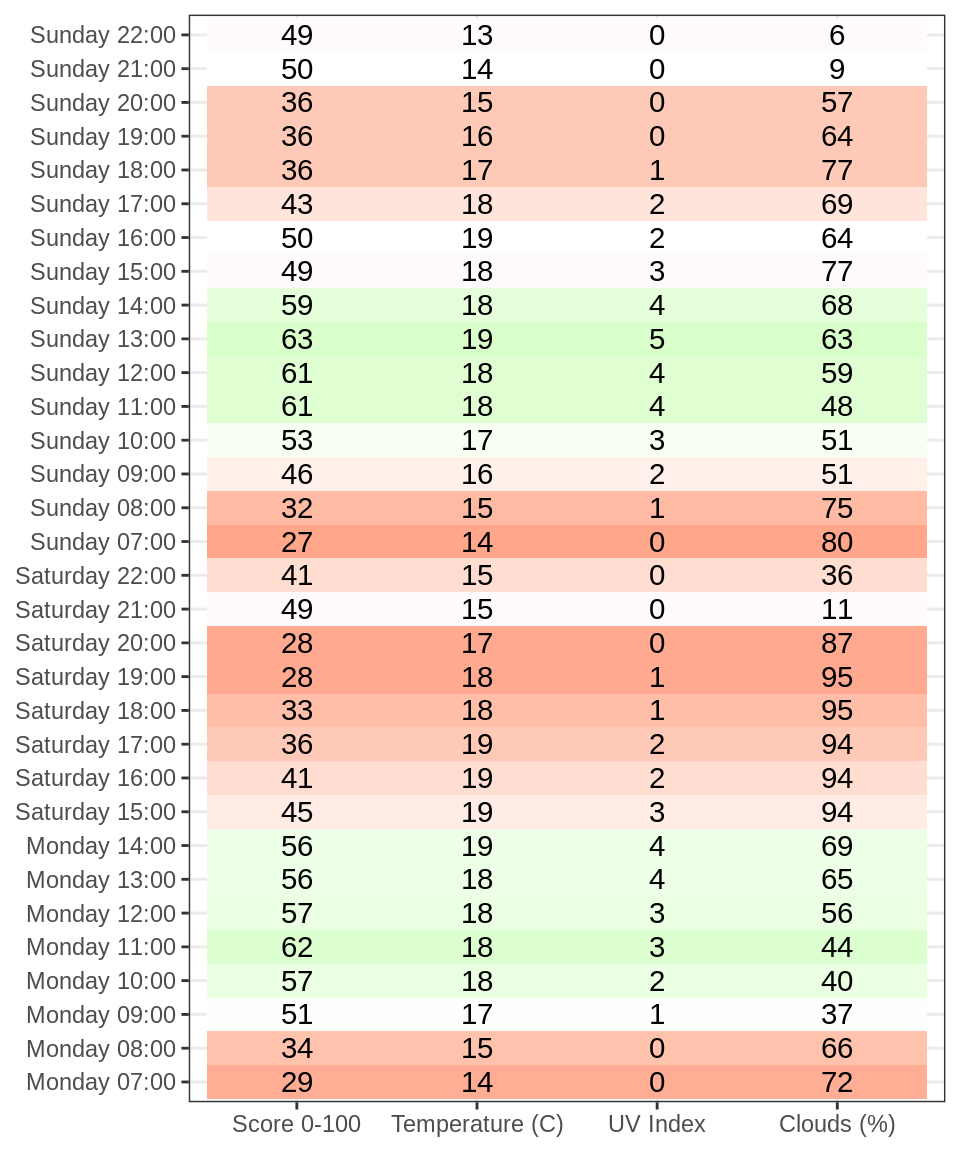 Sunday 22:00 49 13 0 6
Sunday 21:00 50 14 0 9
Sunday 20:00 36 15 0 57
Sunday 19:00 36 16 0 64
Sunday 18:00 36 17 1 77
Sunday 17:00 43 18 2 69
Sunday 16:00 50 19 2 64
Sunday 15:00 49 18 3 77
Sunday 14:00 59 18 4 68
Sunday 13:00 63 19 5 63
Sunday 12:00 61 18 4 59
Sunday 11:00 61 18 4 48
Sunday 10:00 53 17 3 51
Sunday 09:00 46 16 2 51
Sunday 08:00 32 15 1 75
Sunday 07:00 27 14 0 80
Saturday 22:00 41 15 0 36
Saturday 21:00 49 15 0 11
Saturday 20:00 28 17 0 87
Saturday 19:00 28 18 1 95
Saturday 18:00 33 18 1 95
Saturday 17:00 36 19 2 94
Saturday 16:00 41 19 2 94
Saturday 15:00 45 19 3 94
Monday 14:00 56 19 4 69
Monday 13:00 56 18 4 65
Monday 12:00 57 18 3 56
Monday 11:00 62 18 3 44
Monday 10:00 57 18 2 40
Monday 09:00 51 17 1 37
Monday 08:00 34 15 0 66
Monday 07:00 29 14 0 72
Score 0-100 Temperature (C) UV Index Clouds (%)